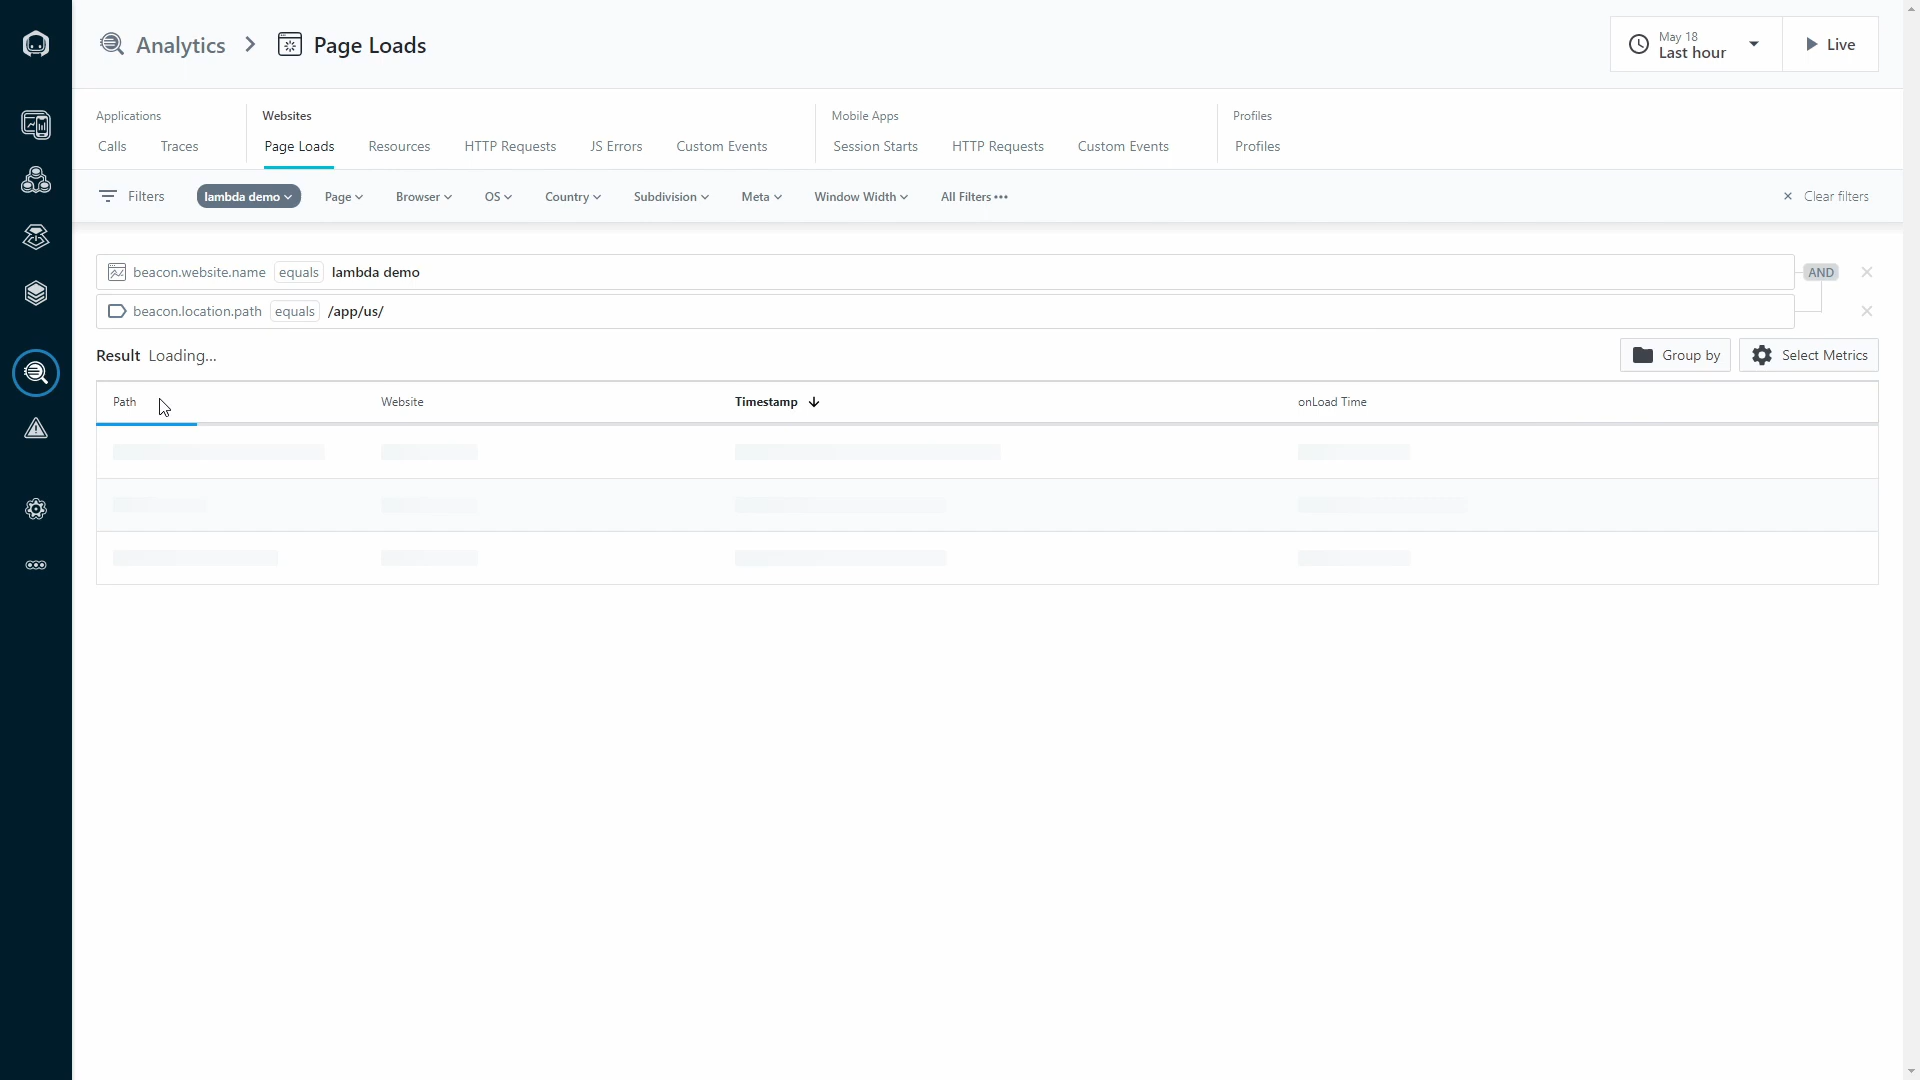 Analytics > Page Loads
May 18
Last hour
Live
Applications
Websites
Mobile Apps
Profiles
Calls Traces
Page Loads Resources HTTP Requests JS Errors Custom Events
Session Starts HTTP Requests Custom Events
Profiles
Filters lambda demo Page Browser OS Country Subdivision Meta Window Width All Filters ••• × Clear filters
beacon.website.name equals lambda demo AND
beacon.location.path equals /app/us/
Result Loading... Group by Select Metrics
Path Website Timestamp onLoad Time